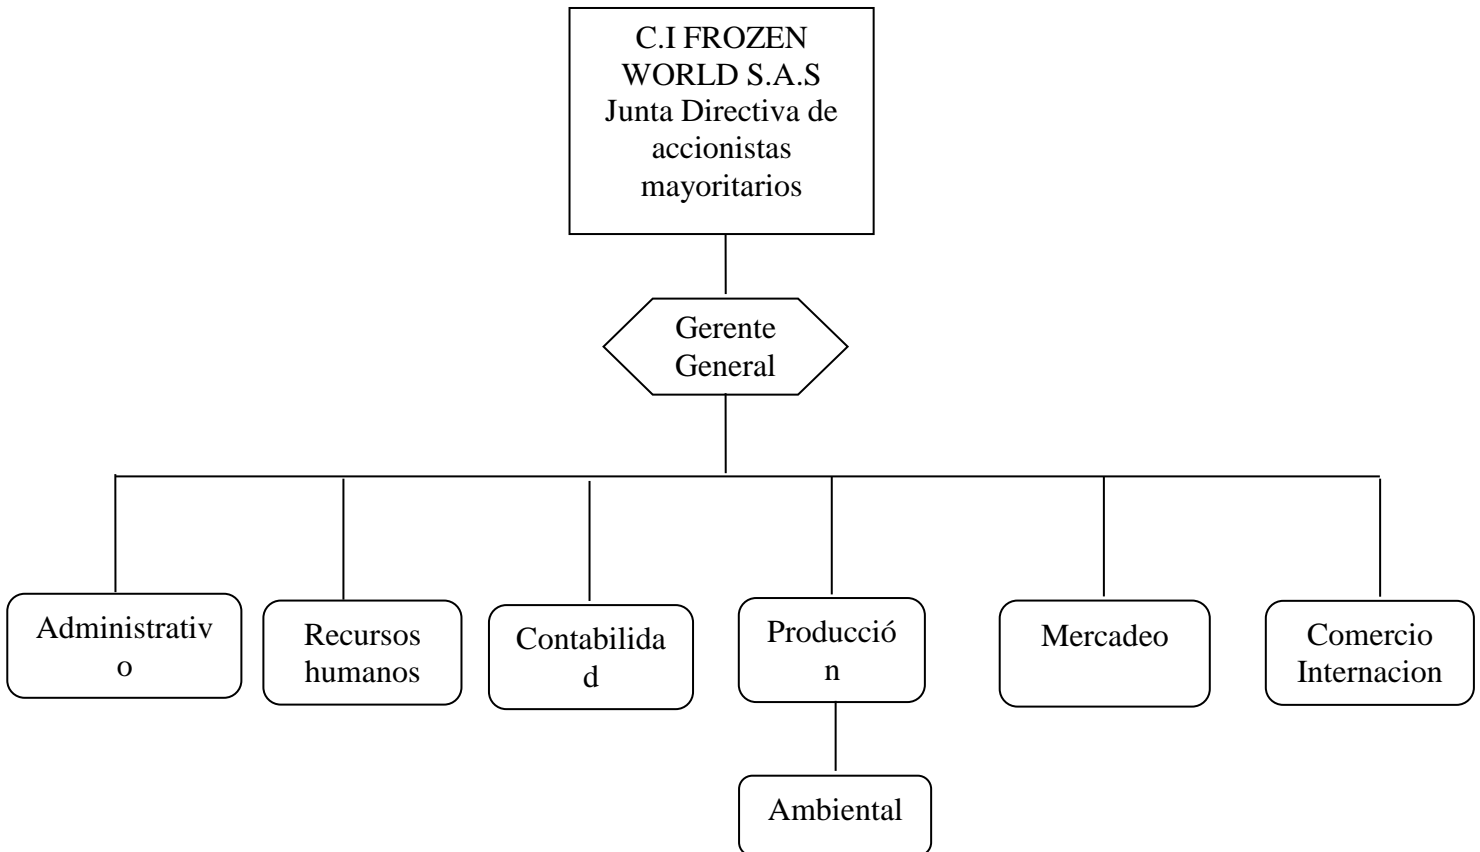 C.I FROZEN
WORLD S.A.S
Junta Directiva de
accionistas
mayoritarios
Gerente
General
Administrativ
o
Recursos
humanos
Contabilida
d
Producció
n
Mercadeo
Comercio
Internacion
Ambiental